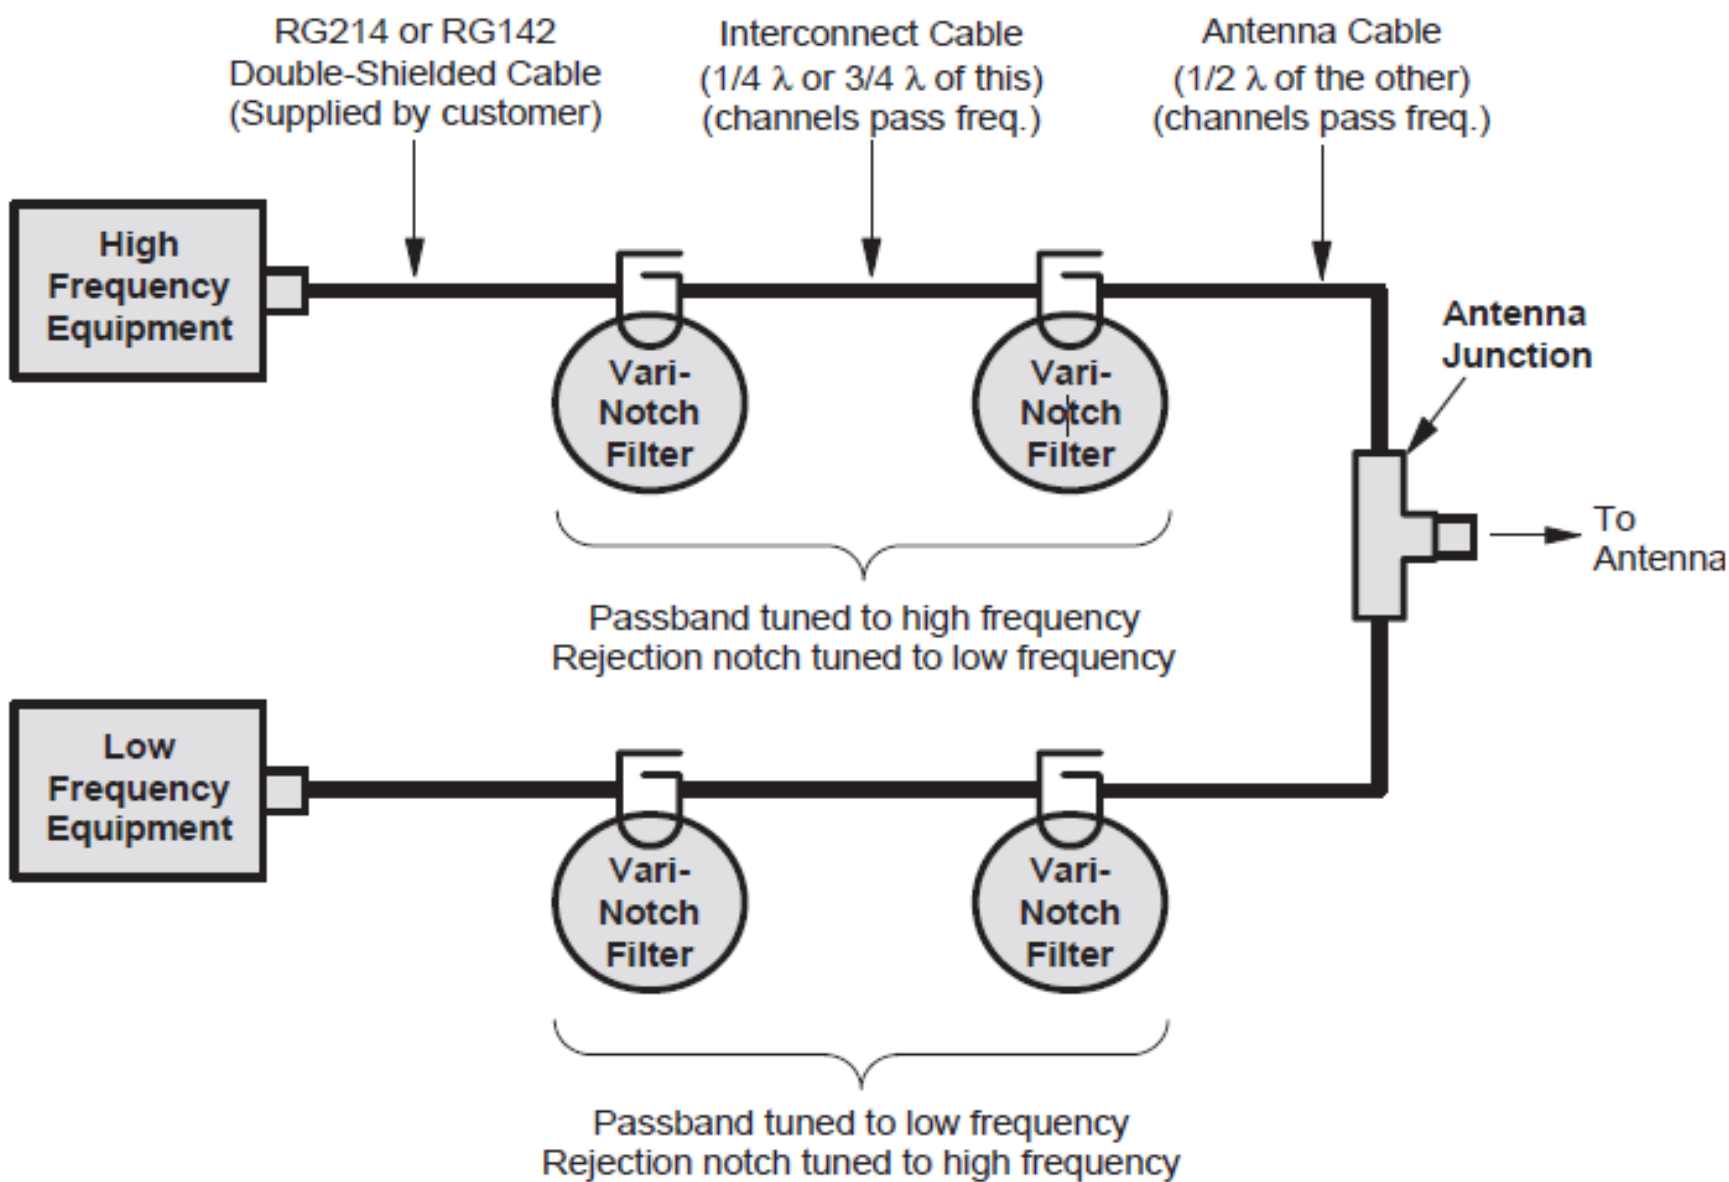 RG214 or RG142
Double-Shielded Cable
(Supplied by customer)
Interconnect Cable
(1/4 λ or 3/4 λ of this)
(channels pass freq.)
Antenna Cable
(1/2 λ of the other)
(channels pass freq.)
High
Frequency
Equipment
Vari-
Notch
Filter
Vari-
Notch
Filter
Antenna
Junction
To
Antenna
Passband tuned to high frequency
Rejection notch tuned to low frequency
Low
Frequency
Equipment
Vari-
Notch
Filter
Vari-
Notch
Filter
Passband tuned to low frequency
Rejection notch tuned to high frequency